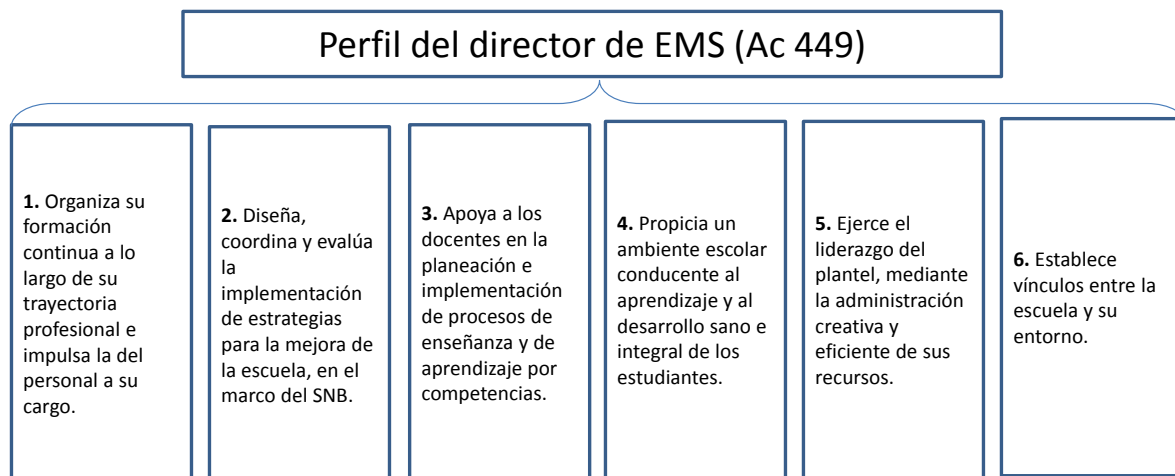 Perfil del director de EMS (Ac 449)
1. Organiza su
formación
continua a lo
largo de su
trayectoria
profesional e
impulsa la del
personal a su
cargo.
2. Diseña,
coordina y evalúa
la
implementación
de estrategias
para la mejora de
la escuela, en el
marco del SNB.
3. Apoya a los
docentes en la
planeación e
implementación
de procesos de
enseñanza y de
aprendizaje por
competencias.
4. Propicia un
ambiente escolar
conducente al
aprendizaje y al
desarrollo sano e
integral de los
estudiantes.
5. Ejerce el
liderazgo del
plantel, mediante
la administración
creativa y
eficiente de sus
recursos.
6. Establece
vínculos entre la
escuela y su
entorno.